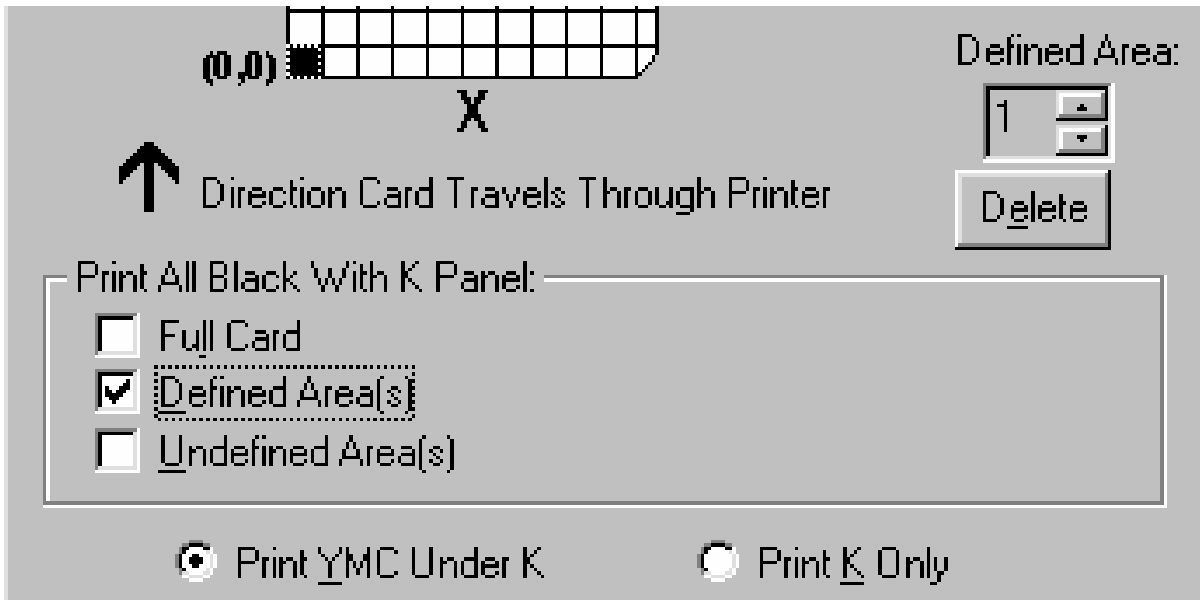 (0,0)
X
Defined Area:
1
Direction Card Travels Through Printer
Delete
Print All Black With K Panel:
Full Card
Defined Area(s)
Undefined Area(s)
Print YMC Under K
Print K Only